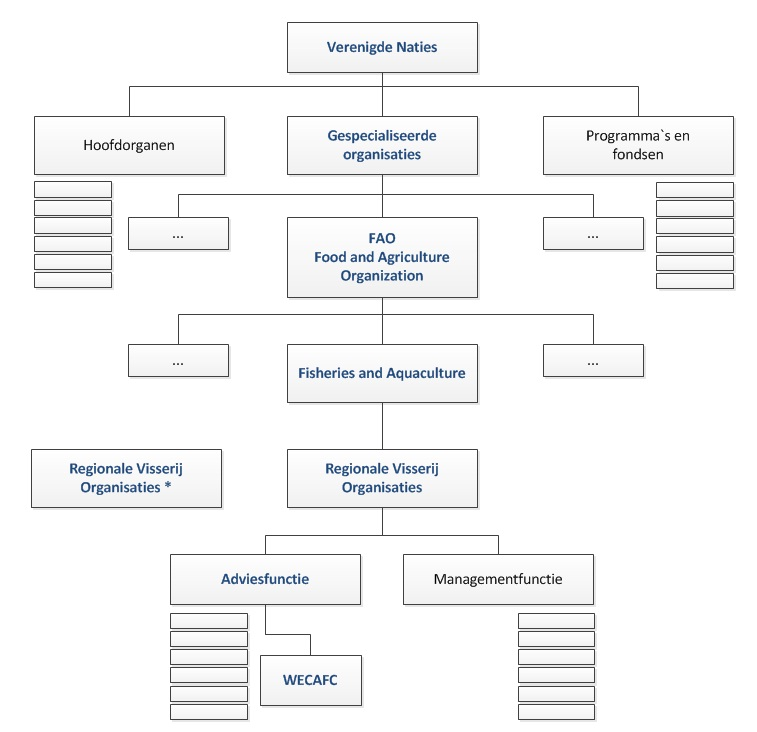 Verenigde Naties
Hoofdorganen
Gespecialiseerde
organisaties
Programma`s en
fondsen
...
FAO
Food and Agriculture
Organization
...
...
Fisheries and Aquaculture
...
Regionale Visserij
Organisaties *
Regionale Visserij
Organisaties
Adviesfunctie
Managementfunctie
WECAFC